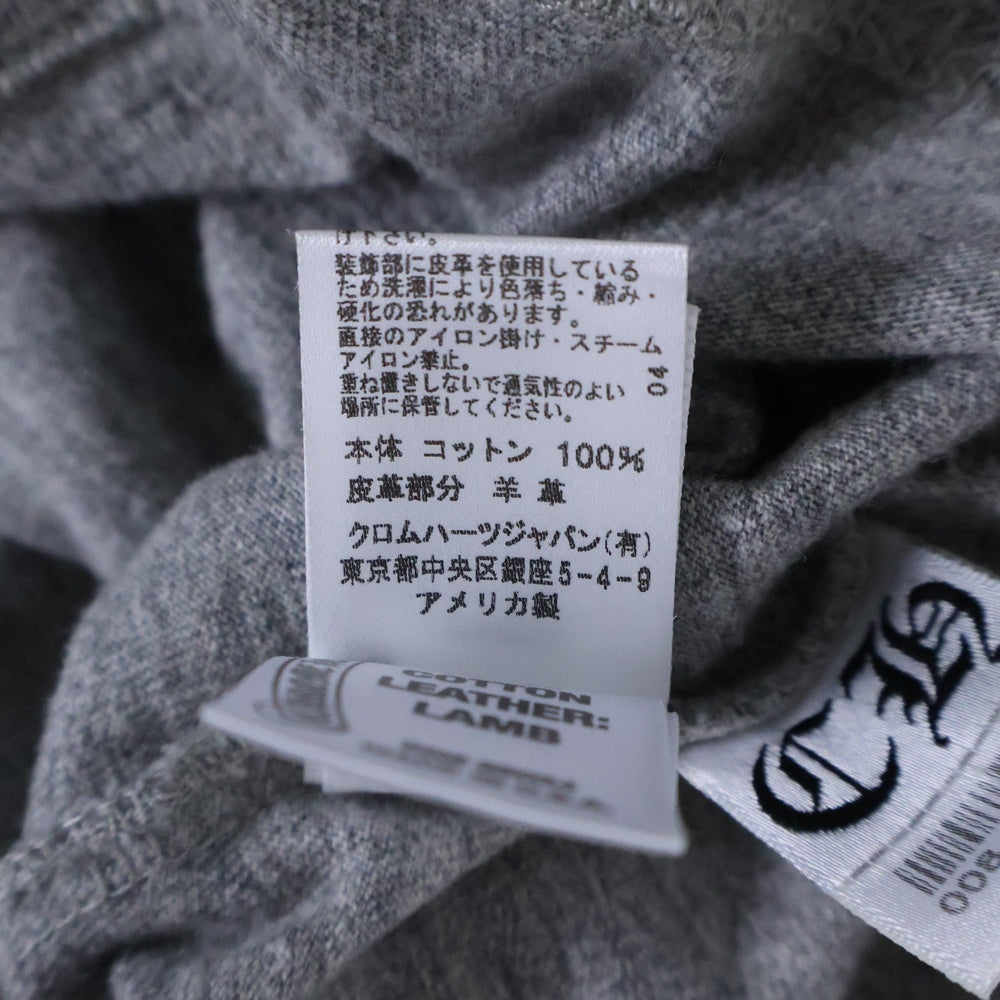 け下さい。
装飾部に皮革を使用している
ため洗濯により色落ち・縮み・
硬化の恐れがあります。
直接のアイロン掛け・スチーム
アイロン禁止。
重ね置きしないで通気性のよい
場所に保管してください。
04
本体 コットン 100%
皮革部分 羊革
クロムハーツジャパン(有)
東京都中央区銀座5-4-9
アメリカ製
COTTON
LEATHER:
LAMB
CH